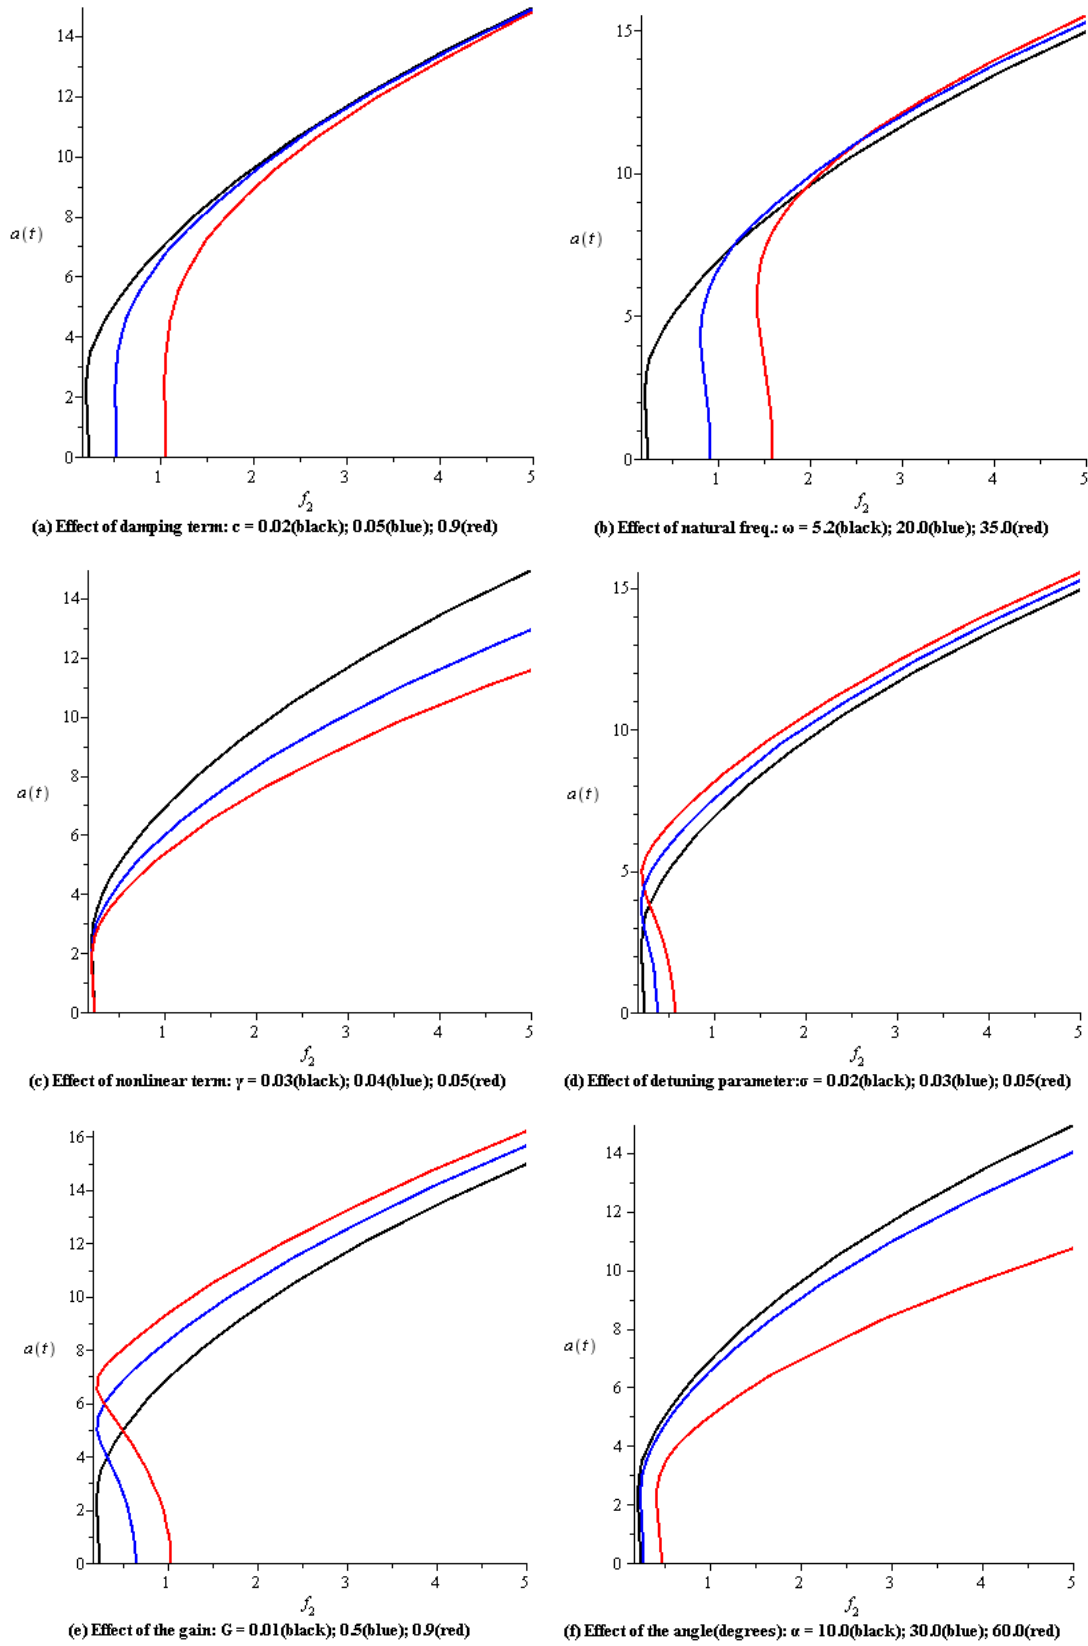 14
12
10
8
a(t)
6
4
2
0
1 2 3 4 5
f2
(a) Effect of damping term: c = 0.02(black); 0.05(blue); 0.9(red)
15
10
a(t)
5
0
1 2 3 4 5
f2
(b) Effect of natural freq.: ω = 5.2(black); 20.0(blue); 35.0(red)
14
12
10
8
a(t)
6
4
2
0
1 2 3 4 5
f2
(c) Effect of nonlinear term: γ = 0.03(black); 0.04(blue); 0.05(red)
15
10
a(t)
5
0
1 2 3 4 5
f2
(d) Effect of detuning parameter:σ = 0.02(black); 0.03(blue); 0.05(red)
16
14
12
10
8
a(t)
6
4
2
0
1 2 3 4 5
f2
(e) Effect of the gain: G = 0.01(black); 0.5(blue); 0.9(red)
14
12
10
8
a(t)
6
4
2
0
1 2 3 4 5
f2
(f) Effect of the angle(degrees): α = 10.0(black); 30.0(blue); 60.0(red)